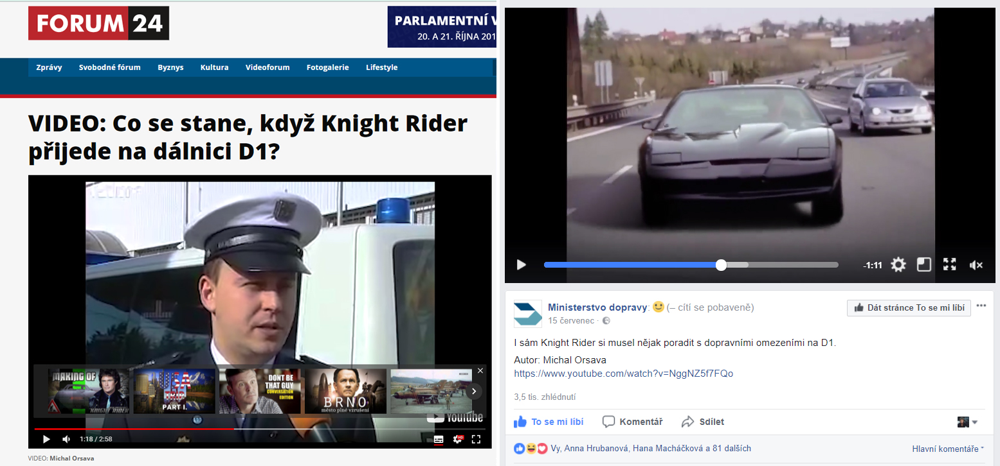 FORUM 24
PARLAMENTNÍ V
20. A 21. ŘÍJNA 201
Zprávy Svobodné fórum Byznys Kultura Videoforum Fotogalerie Lifestyle
VIDEO: Co se stane, když Knight Rider
přijede na dálnici D1?
MAKING OF
KNIGHT RIDER
USA
TRIP
PART I.
DONT BE
THAT GUY
CONVERSATION
EDITION
BRNO
město plné vzrušení
YouTube
1:18 / 2:58
HD
VIDEO: Michal Orsava
-1:11
Ministerstvo dopravy: (– cítí se pobaveně)
15 červenec ·
Dát stránce To se mi líbí
I sám Knight Rider si musel nějak poradit s dopravními omezeními na D1.
Autor: Michal Orsava
https://www.youtube.com/watch?v=NggNZ5f7FQo
3,5 tis. zhlédnutí
To se mi líbí Komentář Sdílet
Vy, Anna Hrubanová, Hana Macháčková a 81 dalších
Hlavní komentáře